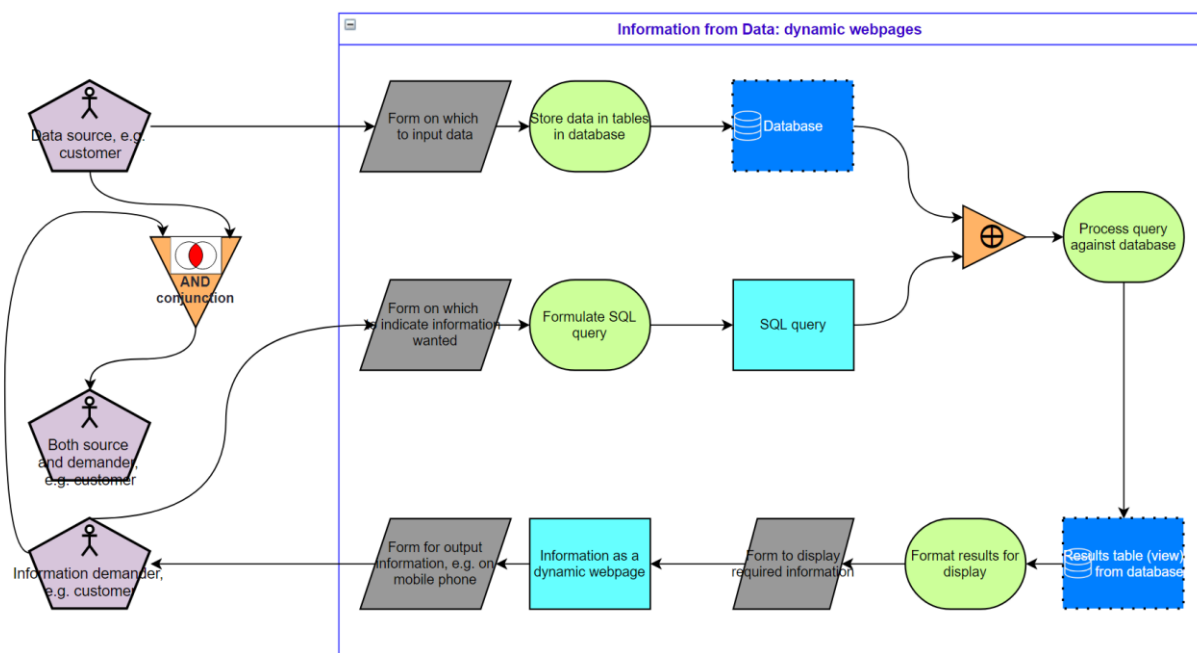 Information from Data: dynamic webpages
Data source, e.g.
customer
Form on which
to input data
Store data in tables
in database
Database
Process query
against database
AND
conjunction
Form on which
indicate information
wanted
Formulate SQL
query
SQL query
Both source
and demander,
e.g. customer
Information demander,
e.g. customer
Form for output
information, e.g. on
mobile phone
Information as a
dynamic webpage
Form to display
required information
Format results for
display
Results table (view)
from database